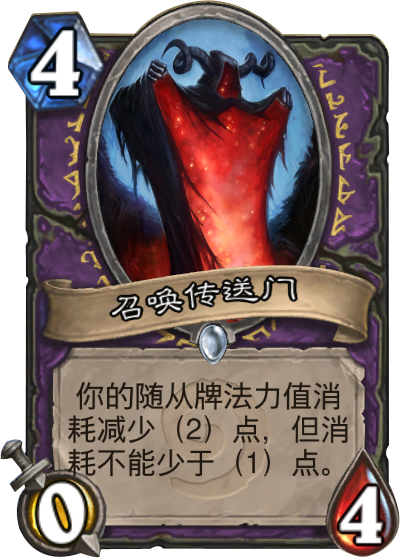 4
召唤传送门
你的随从牌法力值消
耗减少（2）点，但消
耗不能少于（1）点。
0
4